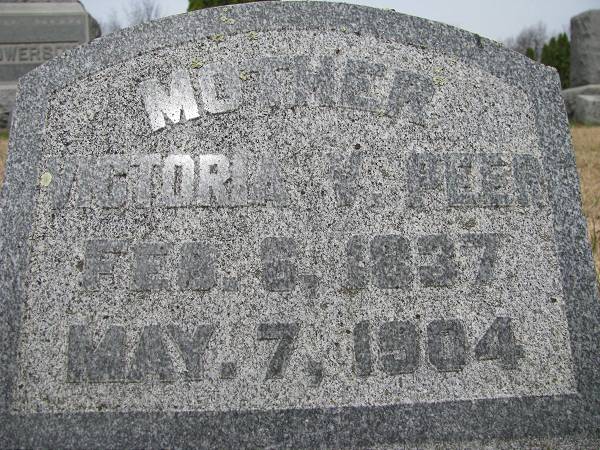 MOTHER
VICTORIA V. PEER
FEB. 6, 1837
MAY. 7, 1904